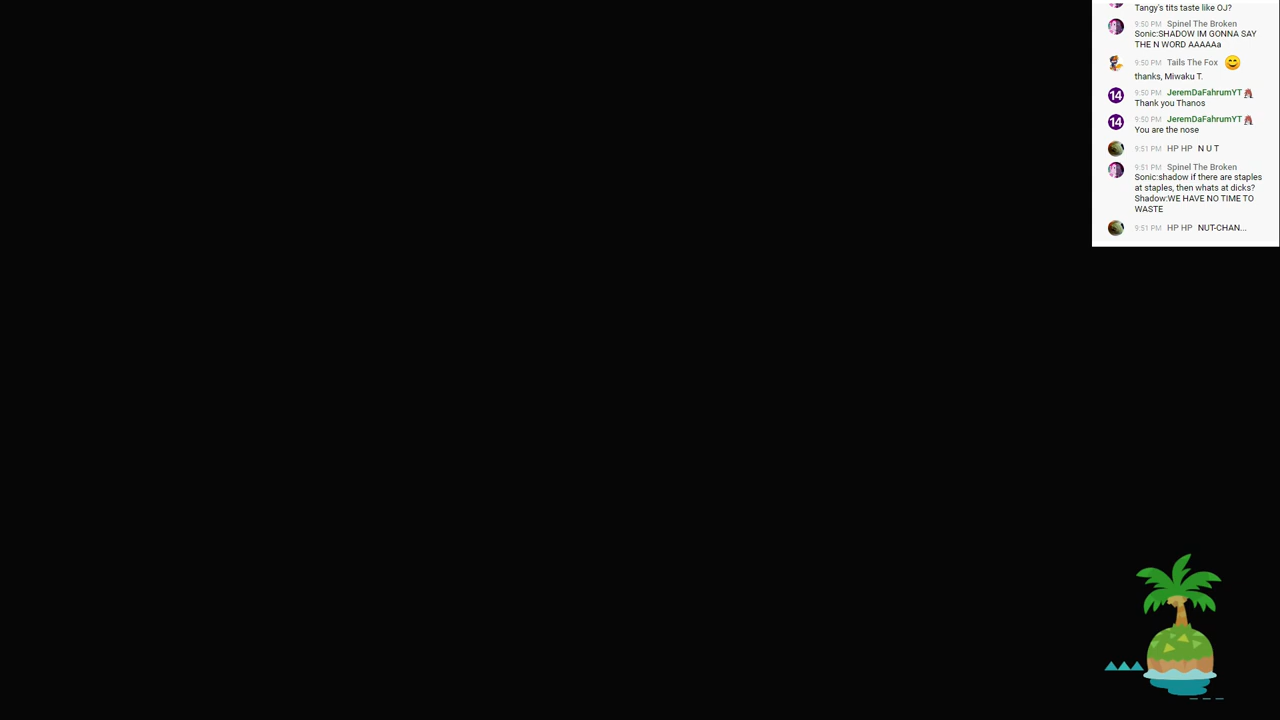 Tangy's tits taste like OJ?
9:50 PM Spinel The Broken
Sonic:SHADOW IM GONNA SAY
THE N WORD AAAAAa
9:50 PM Tails The Fox
thanks, Miwaku T.
14 9:50 PM JeremDaFahrumYT
Thank you Thanos
14 9:50 PM JeremDaFahrumYT
You are the nose
9:51 PM HP HP N U T
9:51 PM Spinel The Broken
Sonic:shadow if there are staples
at staples, then whats at dicks?
Shadow:WE HAVE NO TIME TO
WASTE
9:51 PM HP HP NUT-CHAN...